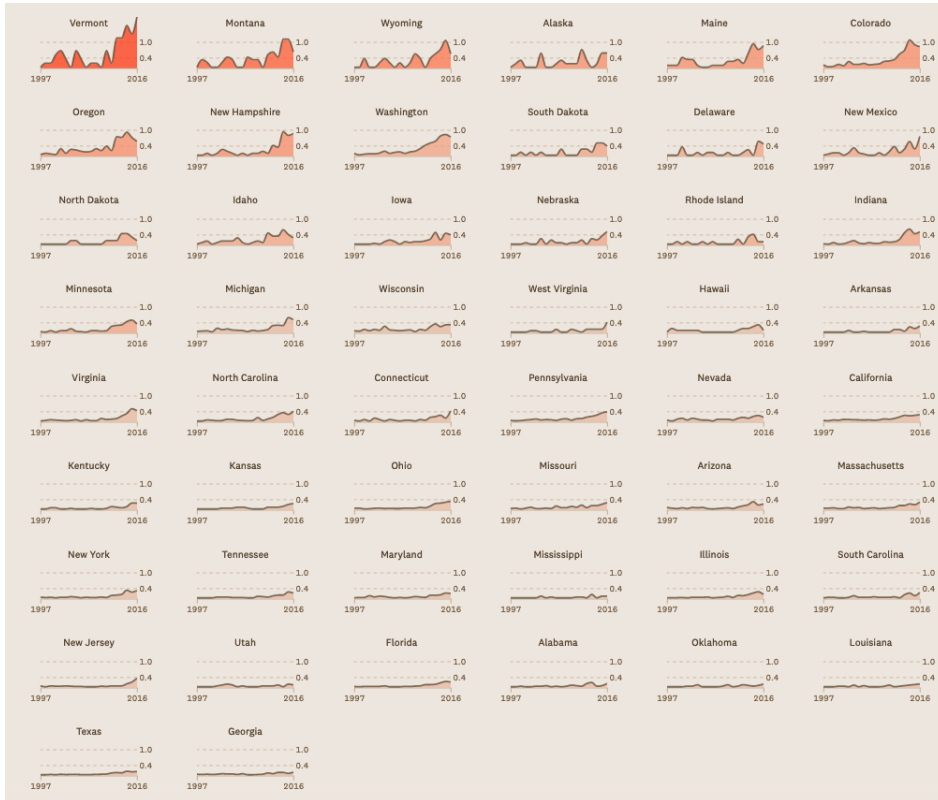 Vermont Montana Wyoming Alaska Maine Colorado
1.0 1.0 1.0 1.0 1.0 1.0
0.4 0.4 0.4 0.4 0.4 0.4
1997 2016 1997 2016 1997 2016 1997 2016 1997 2016 1997 2016
Oregon New Hampshire Washington South Dakota Delaware New Mexico
1.0 1.0 1.0 1.0 1.0 1.0
0.4 0.4 0.4 0.4 0.4 0.4
1997 2016 1997 2016 1997 2016 1997 2016 1997 2016 1997 2016
North Dakota Idaho Iowa Nebraska Rhode Island Indiana
1.0 1.0 1.0 1.0 1.0 1.0
0.4 0.4 0.4 0.4 0.4 0.4
1997 2016 1997 2016 1997 2016 1997 2016 1997 2016 1997 2016
Minnesota Michigan Wisconsin West Virginia Hawaii Arkansas
1.0 1.0 1.0 1.0 1.0 1.0
0.4 0.4 0.4 0.4 0.4 0.4
1997 2016 1997 2016 1997 2016 1997 2016 1997 2016 1997 2016
Virginia North Carolina Connecticut Pennsylvania Nevada California
1.0 1.0 1.0 1.0 1.0 1.0
0.4 0.4 0.4 0.4 0.4 0.4
1997 2016 1997 2016 1997 2016 1997 2016 1997 2016 1997 2016
Kentucky Kansas Ohio Missouri Arizona Massachusetts
1.0 1.0 1.0 1.0 1.0 1.0
0.4 0.4 0.4 0.4 0.4 0.4
1997 2016 1997 2016 1997 2016 1997 2016 1997 2016 1997 2016
New York Tennessee Maryland Mississippi Illinois South Carolina
1.0 1.0 1.0 1.0 1.0 1.0
0.4 0.4 0.4 0.4 0.4 0.4
1997 2016 1997 2016 1997 2016 1997 2016 1997 2016 1997 2016
New Jersey Utah Florida Alabama Oklahoma Louisiana
1.0 1.0 1.0 1.0 1.0 1.0
0.4 0.4 0.4 0.4 0.4 0.4
1997 2016 1997 2016 1997 2016 1997 2016 1997 2016 1997 2016
Texas Georgia
1.0 1.0
0.4 0.4
1997 2016 1997 2016